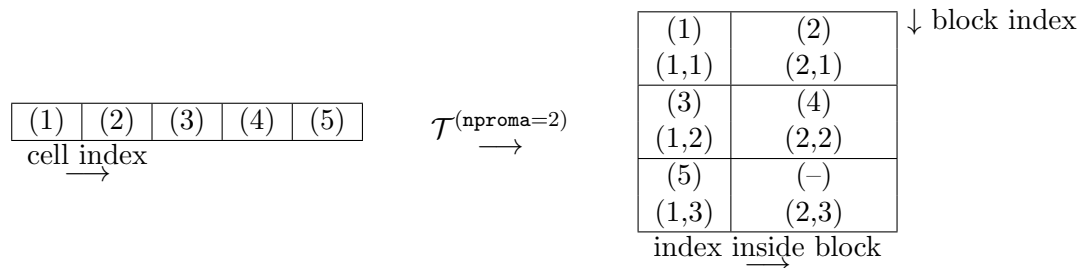 (1) (2) (3) (4) (5)
cell index
→
𝒯(nproma=2)
→
(1) (2)
(1,1) (2,1)
(3) (4)
(1,2) (2,2)
(5) (–)
(1,3) (2,3)
↓ block index
index inside block
→